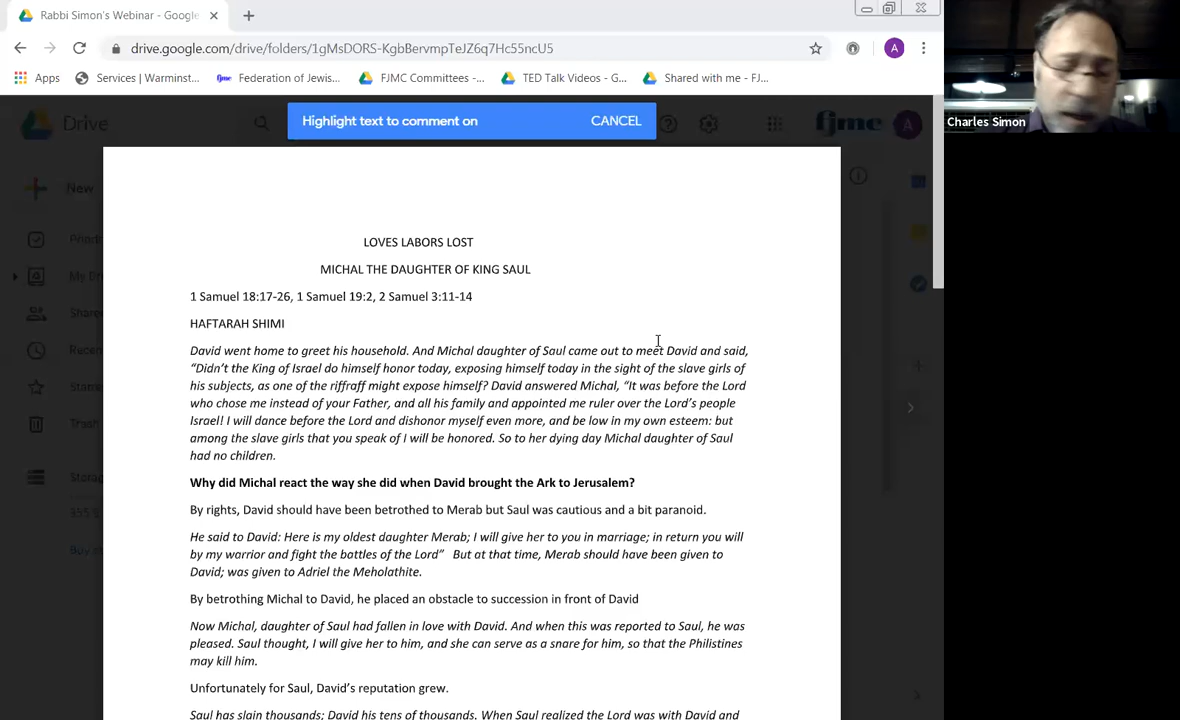 Rabbi Simon's Webinar - Google
drive.google.com/drive/folders/1gMsDORS-KgbBervmpTeJZ6q7Hc55ncU5
A
Apps
Services | Warminst...
fjmc
Federation of Jewis...
FJMC Committees -...
TED Talk Videos - G...
Shared with me - FJ...
Charles Simon
Drive
Highlight text to comment on
CANCEL
fjmc
A
New
My
Recen
Trash
Storag
LOVES LABORS LOST
MICHAL THE DAUGHTER OF KING SAUL
1 Samuel 18:17-26, 1 Samuel 19:2, 2 Samuel 3:11-14
HAFTARAH SHIMI
David went home to greet his household. And Michal daughter of Saul came out to meet David and said,
“Didn’t the King of Israel do himself honor today, exposing himself today in the sight of the slave girls of
his subjects, as one of the riffraff might expose himself? David answered Michal, “It was before the Lord
who chose me instead of your Father, and all his family and appointed me ruler over the Lord’s people
Israel! I will dance before the Lord and dishonor myself even more, and be low in my own esteem: but
among the slave girls that you speak of I will be honored. So to her dying day Michal daughter of Saul
had no children.
Why did Michal react the way she did when David brought the Ark to Jerusalem?
By rights, David should have been betrothed to Merab but Saul was cautious and a bit paranoid.
He said to David: Here is my oldest daughter Merab; I will give her to you in marriage; in return you will
by my warrior and fight the battles of the Lord” But at that time, Merab should have been given to
David; was given to Adriel the Meholathite.
By betrothing Michal to David, he placed an obstacle to succession in front of David
Now Michal, daughter of Saul had fallen in love with David. And when this was reported to Saul, he was
pleased. Saul thought, I will give her to him, and she can serve as a snare for him, so that the Philistines
may kill him.
Unfortunately for Saul, David’s reputation grew.
Saul has slain thousands; David his tens of thousands. When Saul realized the Lord was with David and